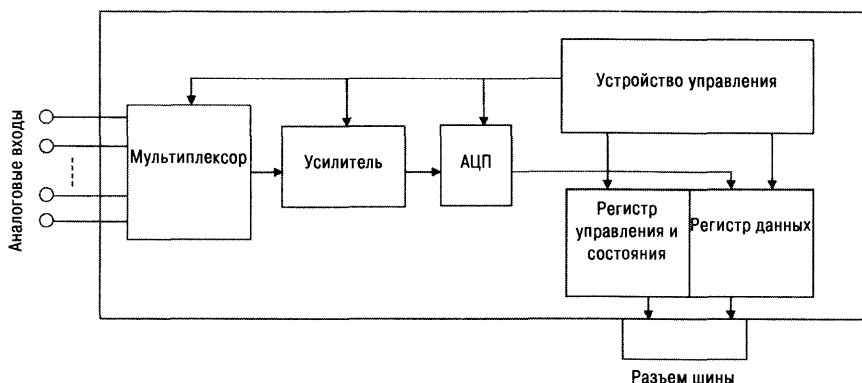 Устройство управления
Аналоговые входы
Мультиплексор
Усилитель
АЦП
Регистр
управления и
состояния
Регистр данных
Разъем шины